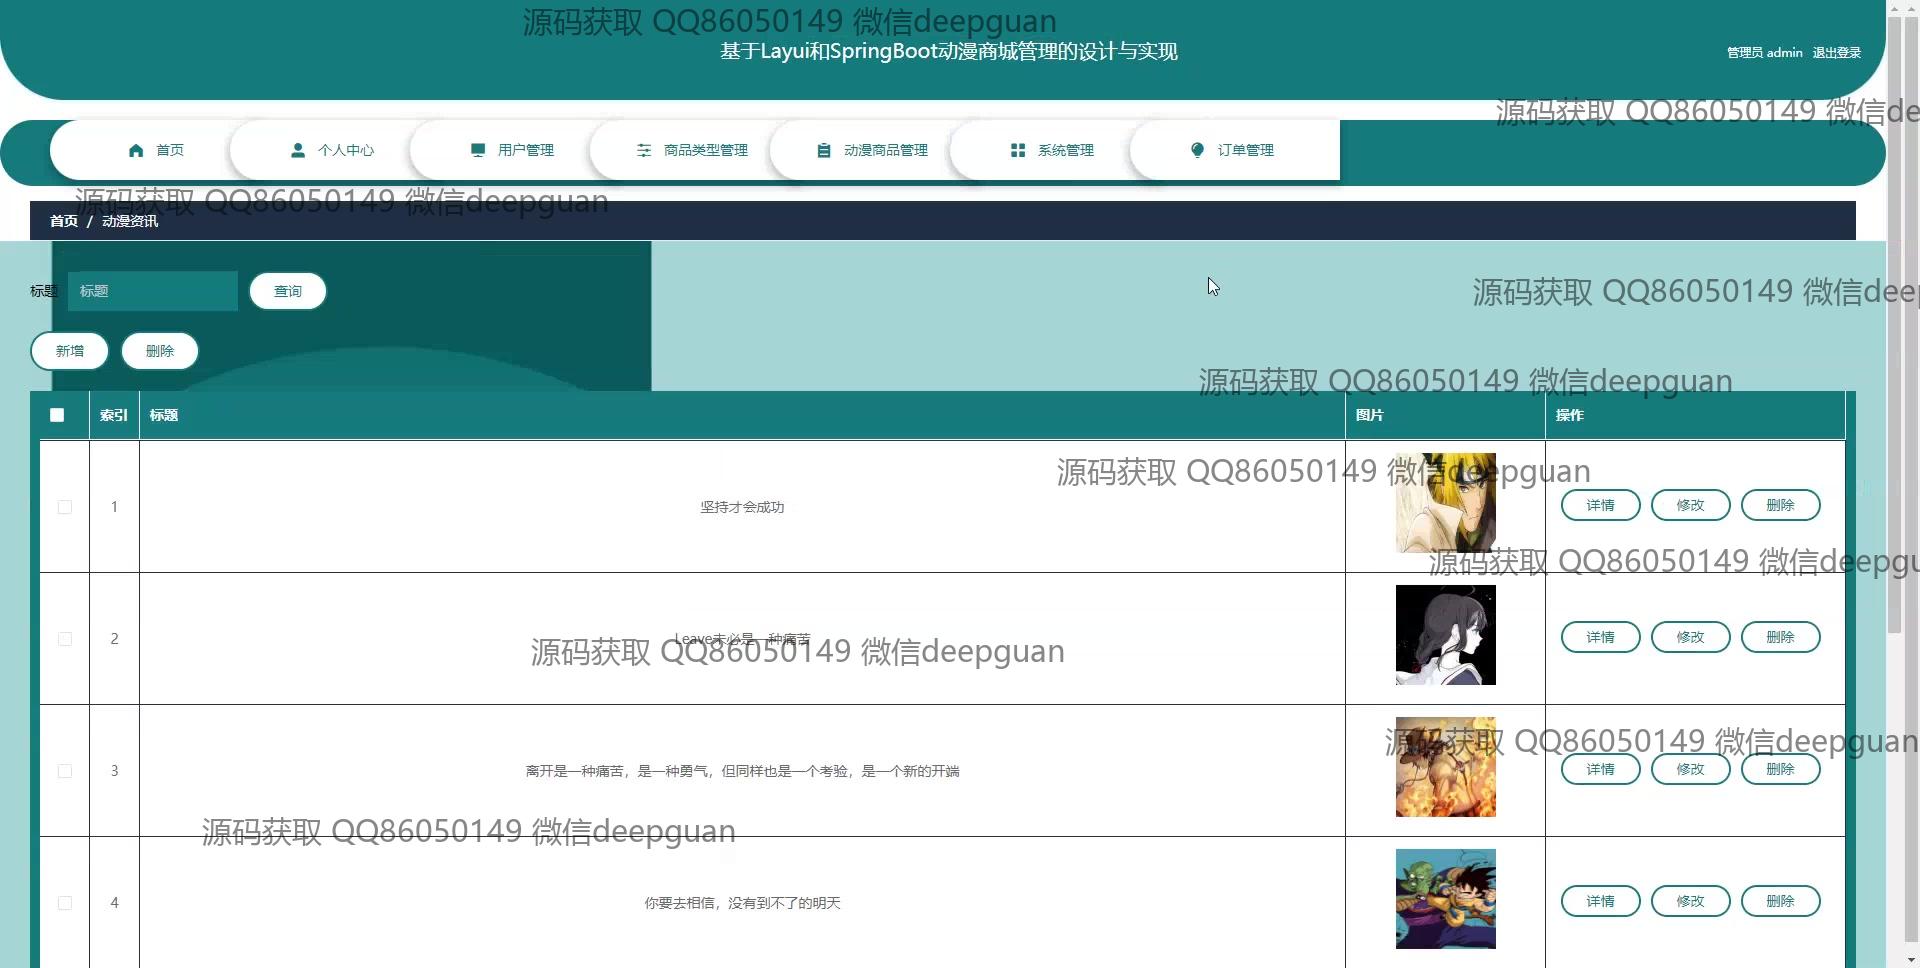 源码获取 QQ86050149 微信deepguan
基于Layui和SpringBoot动漫商城管理的设计与实现
管理员 admin 退出登录
源码获取 QQ86050149 微信de
首页 个人中心 用户管理 商品类型管理 动漫商品管理 系统管理 订单管理
源码获取 QQ86050149 微信deepguan
首页 / 动漫资讯
标题 标题 查询
源码获取 QQ86050149 微信deep
新增 删除
源码获取 QQ86050149 微信deepguan
索引 标题 图片 操作
源码获取 QQ86050149 微信deepguan
1 坚持才会成功 详情 修改 删除
源码获取 QQ86050149 微信deepgu
2 Leave未必是一种痛苦 详情 修改 删除
源码获取 QQ86050149 微信deepguan
源码获取 QQ86050149 微信deepguan
3 离开是一种痛苦，是一种勇气，但同样也是一个考验，是一个新的开端 详情 修改 删除
源码获取 QQ86050149 微信deepguan
4 你要去相信，没有到不了的明天 详情 修改 删除